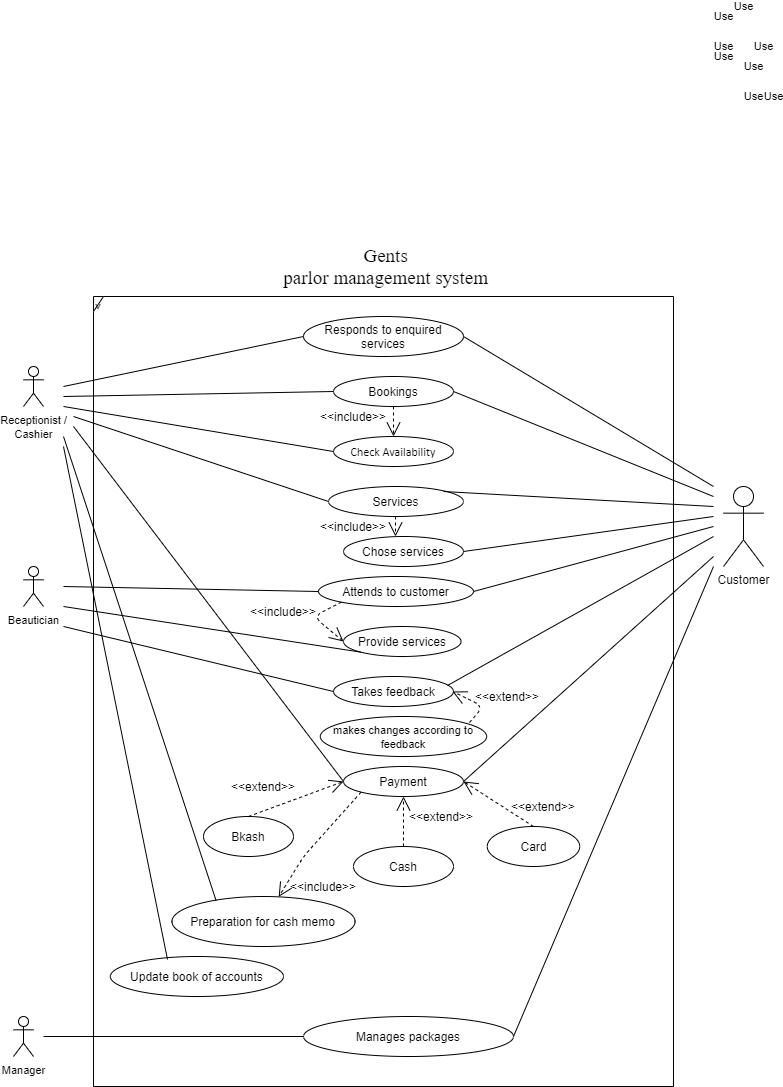 Use
Use
Use Use
Use
Use
UseUse
Gents
parlor management system
Responds to enquired
services
Bookings
<<include>>
Receptionist /
Cashier
Check Availability
Services
<<include>>
Chose services
Customer
Attends to customer
<<include>>
Beautician
Provide services
Takes feedback
<<extend>>
makes changes according to
feedback
Payment
<<extend>>
<<extend>>
<<extend>>
Bkash
Cash
Card
<<include>>
Preparation for cash memo
Update book of accounts
Manages packages
Manager